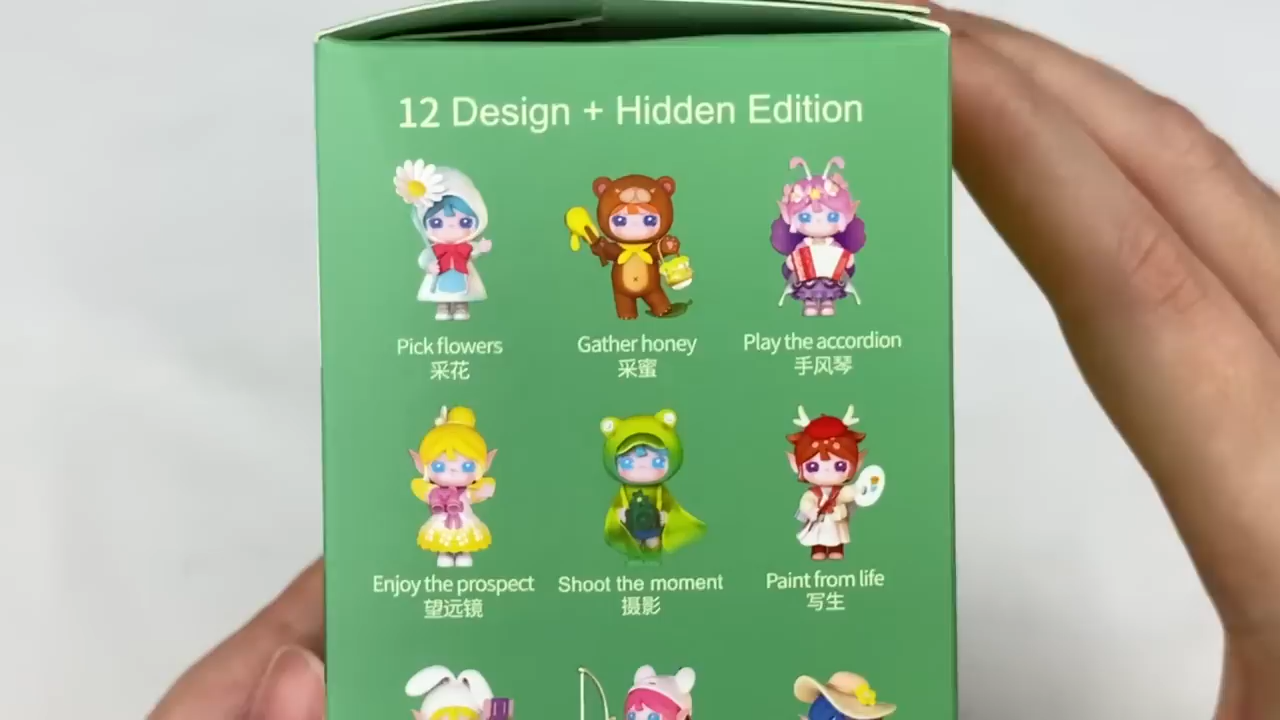 12 Design + Hidden Edition
Pick flowers
采花
Gather honey
采蜜
Play the accordion
手风琴
Enjoy the prospect
望远镜
Shoot the moment
摄影
Paint from life
写生